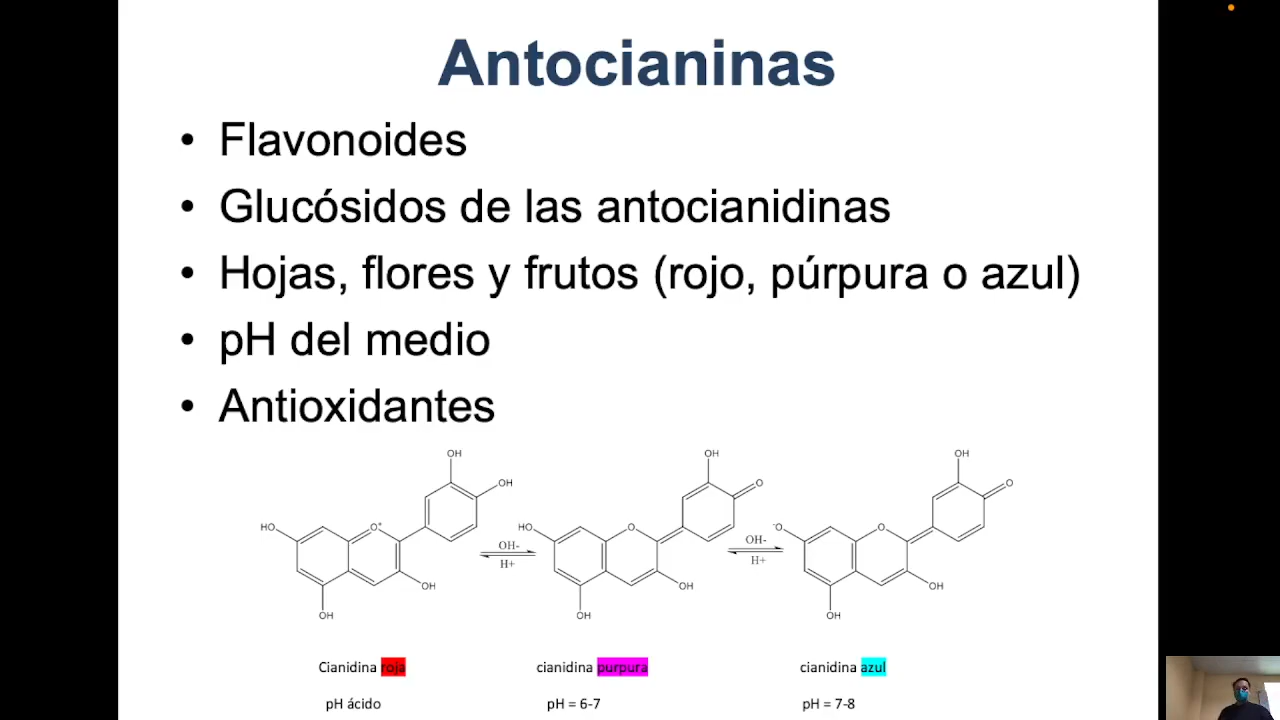 Antocianinas
• Flavonoides
• Glucósidos de las antocianidinas
• Hojas, flores y frutos (rojo, púrpura o azul)
• pH del medio
• Antioxidantes
OH
OH
HO
O+
OH
OH
OH-
H+
OH
O
HO
O
OH
OH
OH-
H+
OH
O
-O
O
OH
OH
Cianidina roja
cianidina purpura
cianidina azul
pH ácido
pH = 6-7
pH = 7-8